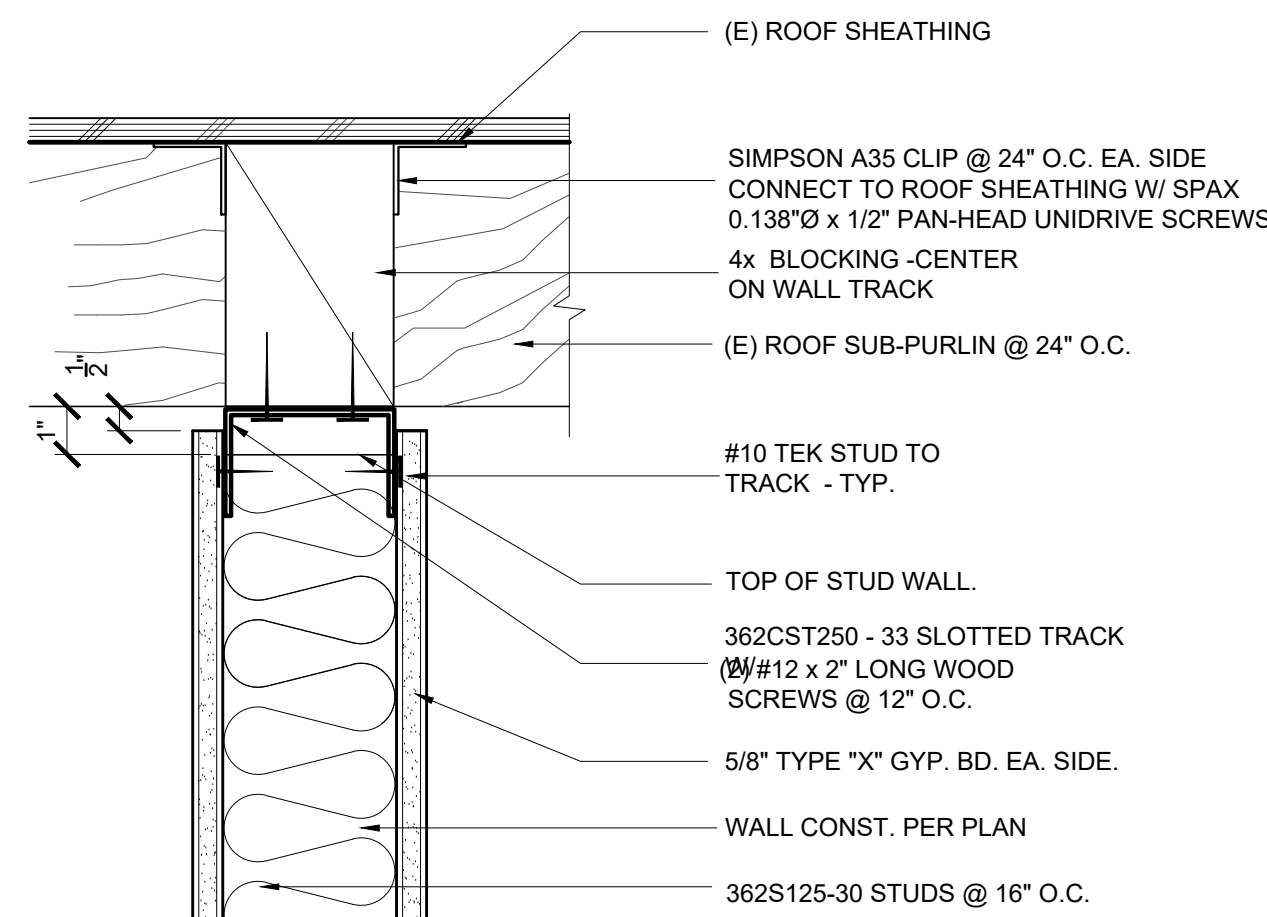 (E) ROOF SHEATHING
SIMPSON A35 CLIP @ 24" O.C. EA. SIDE
CONNECT TO ROOF SHEATHING W/ SPAX
0.138"Ø x 1/2" PAN-HEAD UNIDRIVE SCREWS
4x BLOCKING -CENTER
ON WALL TRACK
(E) ROOF SUB-PURLIN @ 24" O.C.
1/2"
1"
#10 TEK STUD TO
TRACK - TYP.
TOP OF STUD WALL.
362CST250 - 33 SLOTTED TRACK
W/
(2) #12 x 2" LONG WOOD
SCREWS @ 12" O.C.
5/8" TYPE "X" GYP. BD. EA. SIDE.
WALL CONST. PER PLAN
362S125-30 STUDS @ 16" O.C.